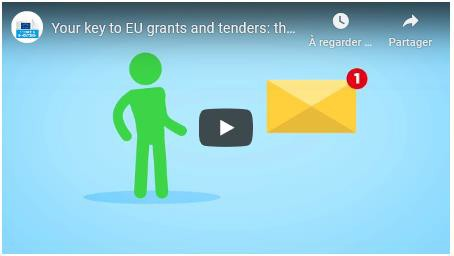 Your key to EU grants and tenders: th...
À regarder ...
Partager
1